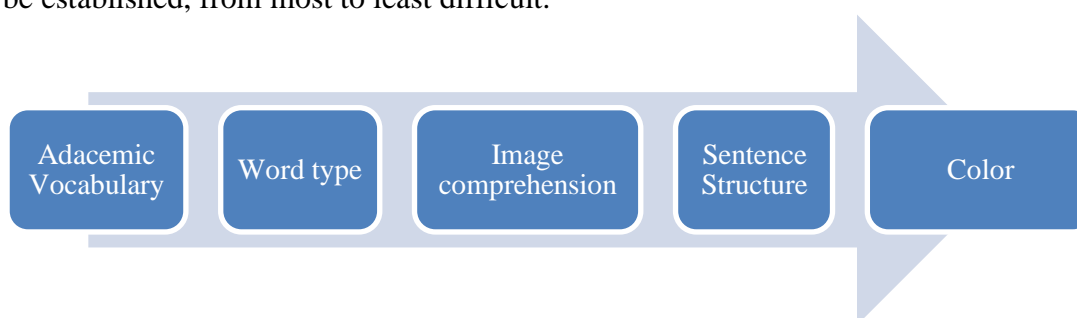 be established, from most to least difficult.
Adacemic
Vocabulary
Word type
Image
comprehension
Sentence
Structure
Color